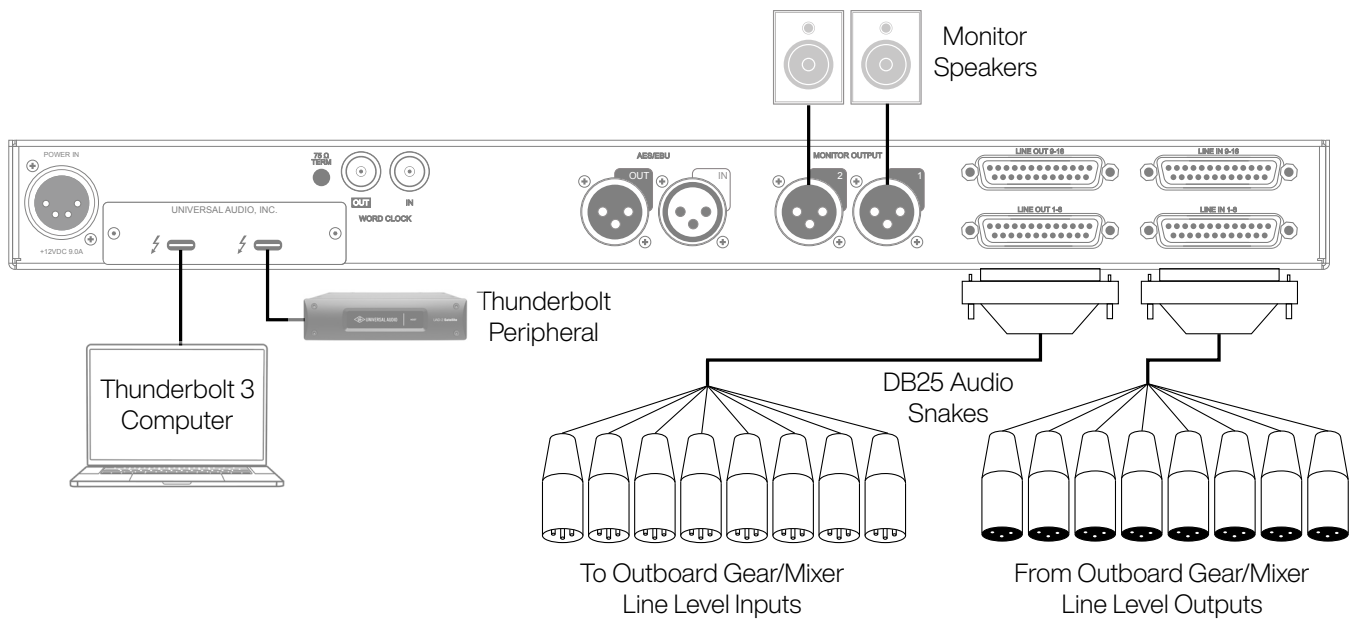 Monitor
Speakers
POWER IN
75 Ω
TERM
AES/EBU
MONITOR OUTPUT
LINE OUT 9-16
LINE IN 9-16
OUT
IN
2
1
UNIVERSAL AUDIO, INC.
OUT
IN
WORD CLOCK
LINE OUT 1-8
LINE IN 1-8
+12VDC 9.0A
Thunderbolt
Peripheral
UNIVERSAL AUDIO
Thunderbolt 3
Computer
DB25 Audio
Snakes
To Outboard Gear/Mixer
Line Level Inputs
From Outboard Gear/Mixer
Line Level Outputs